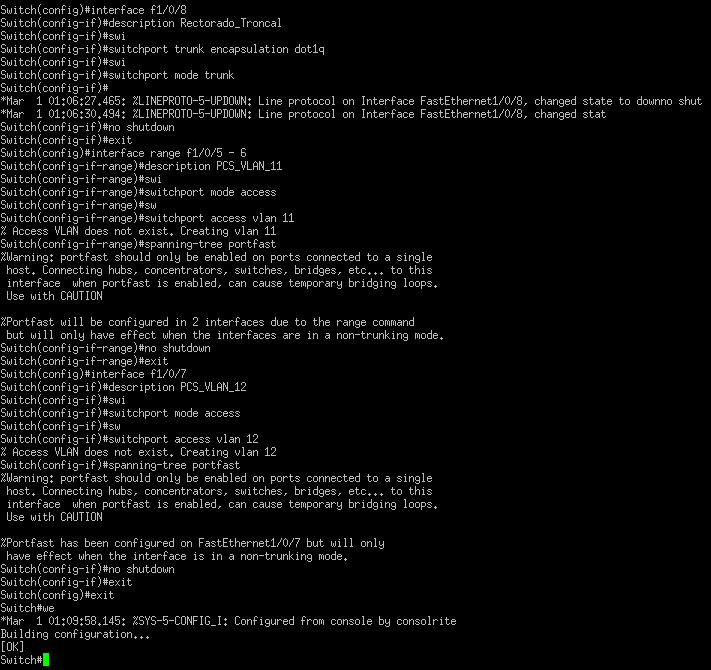 Switch(config)#interface f1/0/8
Switch(config-if)#description Rectorado_Troncal
Switch(config-if)#swi
Switch(config-if)#switchport trunk encapsulation dot1q
Switch(config-if)#swi
Switch(config-if)#switchport mode trunk
Switch(config-if)#
*Mar  1 01:06:27.465: %LINEPROTO-5-UPDOWN: Line protocol on Interface FastEthernet1/0/8, changed state to downno shut
*Mar  1 01:06:30.494: %LINEPROTO-5-UPDOWN: Line protocol on Interface FastEthernet1/0/8, changed stat
Switch(config-if)#no shutdown
Switch(config-if)#exit
Switch(config)#interface range f1/0/5 - 6
Switch(config-if-range)#description PCS_VLAN_11
Switch(config-if-range)#swi
Switch(config-if-range)#switchport mode access
Switch(config-if-range)#sw
Switch(config-if-range)#switchport access vlan 11
% Access VLAN does not exist. Creating vlan 11
Switch(config-if-range)#spanning-tree portfast
%Warning: portfast should only be enabled on ports connected to a single
 host. Connecting hubs, concentrators, switches, bridges, etc... to this
 interface  when portfast is enabled, can cause temporary bridging loops.
 Use with CAUTION

%Portfast will be configured in 2 interfaces due to the range command
 but will only have effect when the interfaces are in a non-trunking mode.
Switch(config-if-range)#no shutdown
Switch(config-if-range)#exit
Switch(config)#interface f1/0/7
Switch(config-if)#description PCS_VLAN_12
Switch(config-if)#swi
Switch(config-if)#switchport mode access
Switch(config-if)#sw
Switch(config-if)#switchport access vlan 12
% Access VLAN does not exist. Creating vlan 12
Switch(config-if)#spanning-tree portfast
%Warning: portfast should only be enabled on ports connected to a single
 host. Connecting hubs, concentrators, switches, bridges, etc... to this
 interface  when portfast is enabled, can cause temporary bridging loops.
 Use with CAUTION

%Portfast has been configured on FastEthernet1/0/7 but will only
 have effect when the interface is in a non-trunking mode.
Switch(config-if)#no shutdown
Switch(config-if)#exit
Switch(config)#exit
Switch#we
*Mar  1 01:09:58.145: %SYS-5-CONFIG_I: Configured from console by consolrite
Building configuration...
[OK]
Switch#